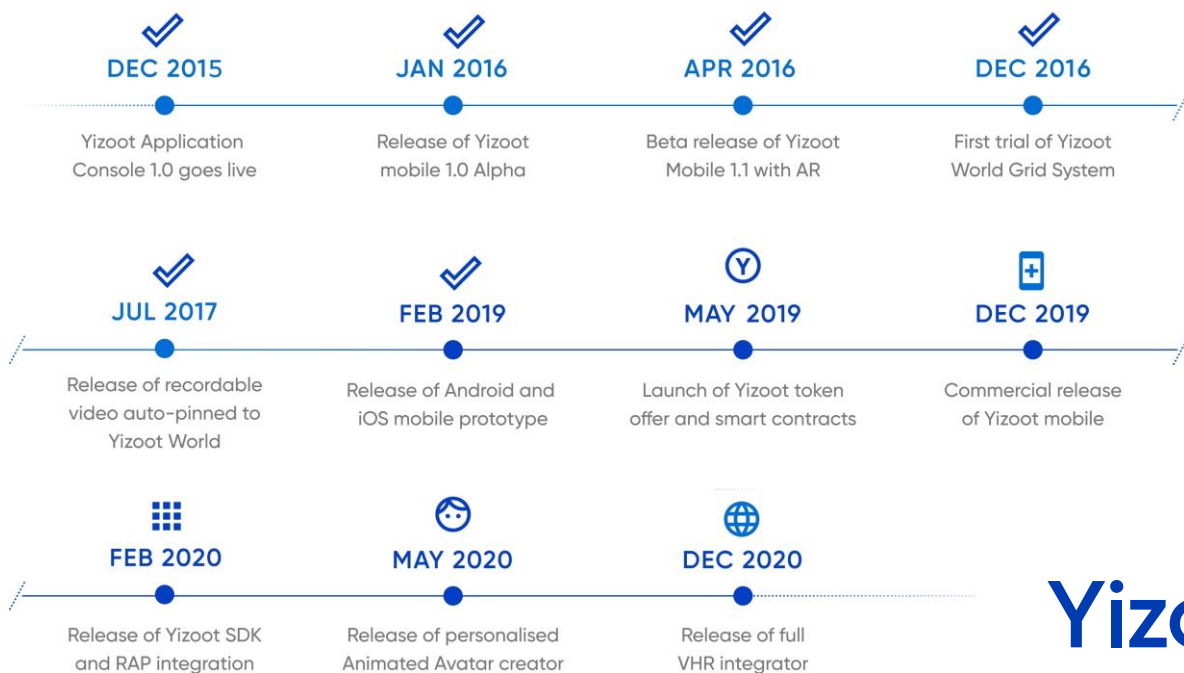 DEC 2015
JAN 2016
APR 2016
DEC 2016
Yizoot Application
Console 1.0 goes live
Release of Yizoot
mobile 1.0 Alpha
Beta release of Yizoot
Mobile 1.1 with AR
First trial of Yizoot
World Grid System
JUL 2017
FEB 2019
Y
MAY 2019
DEC 2019
Release of recordable
video auto-pinned to
Yizoot World
Release of Android and
iOS mobile prototype
Launch of Yizoot token
offer and smart contracts
Commercial release
of Yizoot mobile
FEB 2020
MAY 2020
DEC 2020
Release of Yizoot SDK
and RAP integration
Release of personalised
Animated Avatar creator
Release of full
VHR integrator